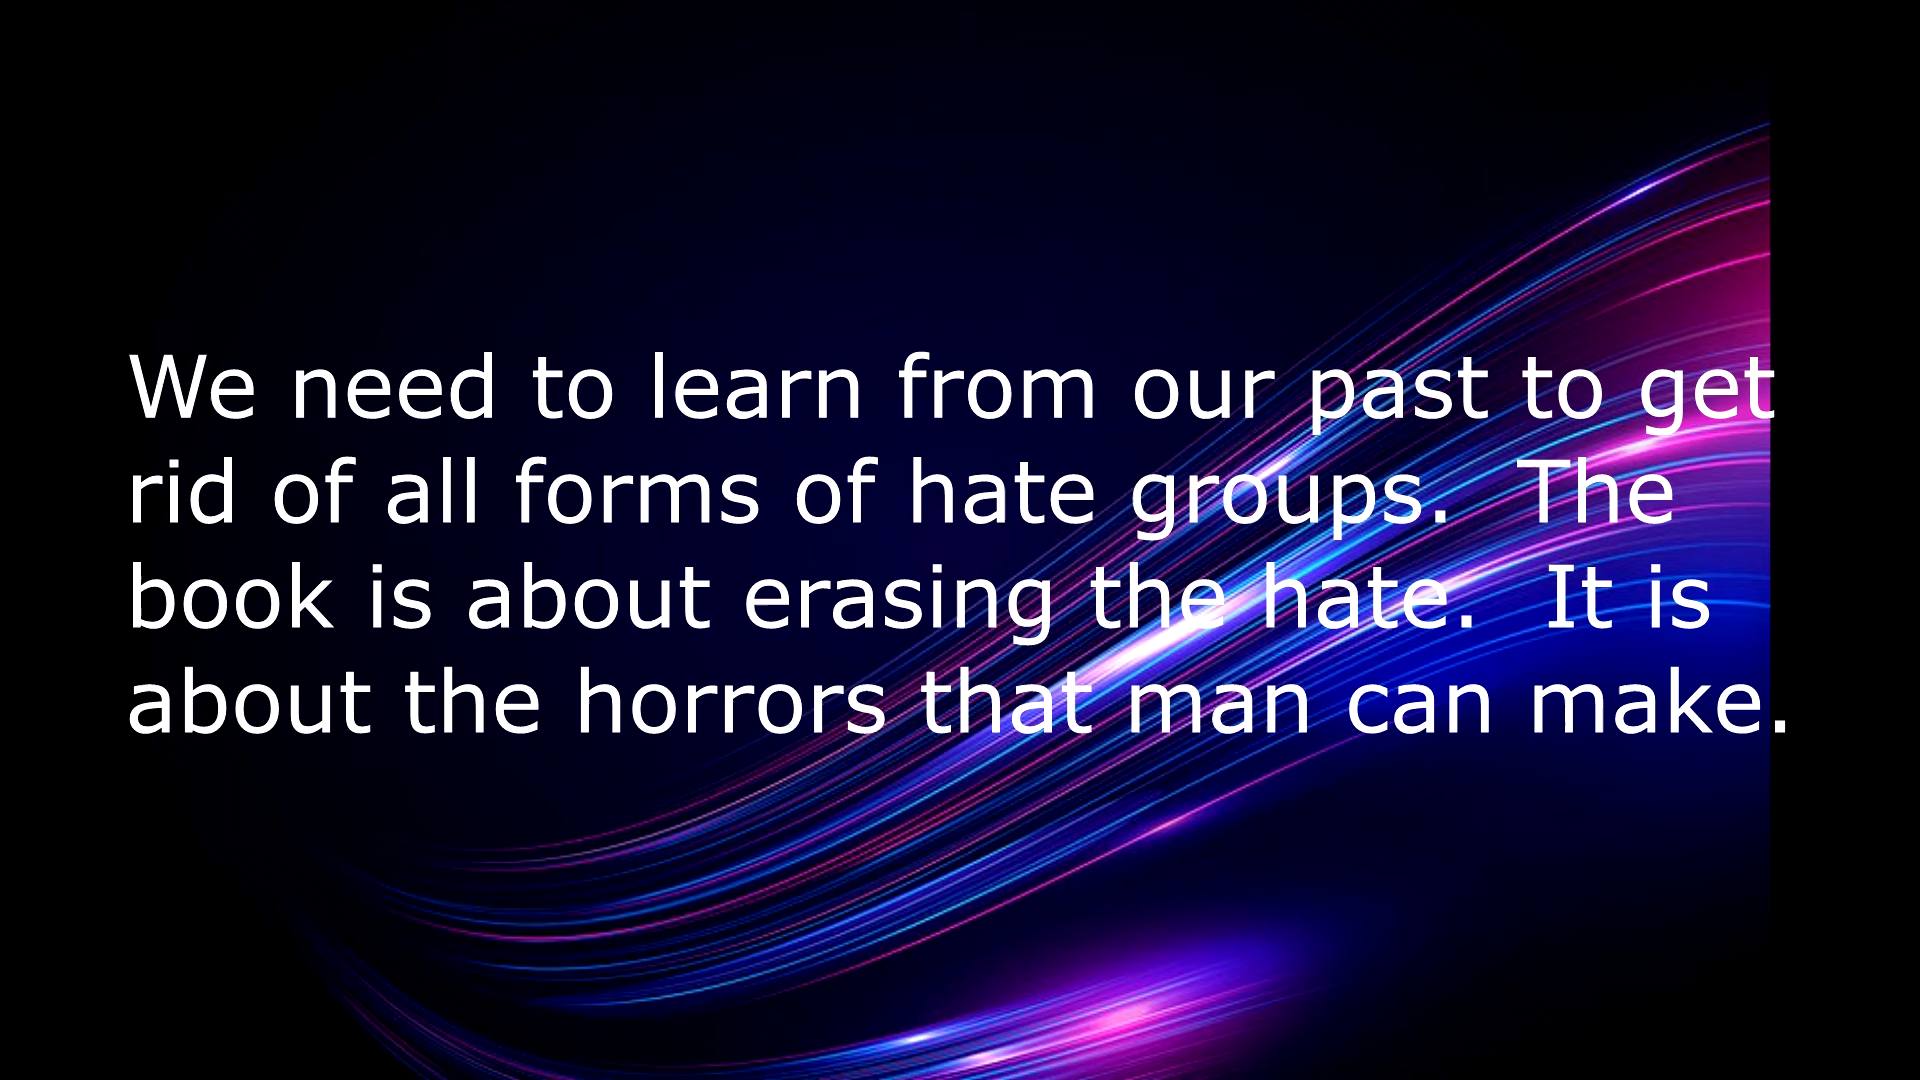 We need to learn from our past to get
rid of all forms of hate groups.  The
book is about erasing the hate.  It is
about the horrors that man can make.